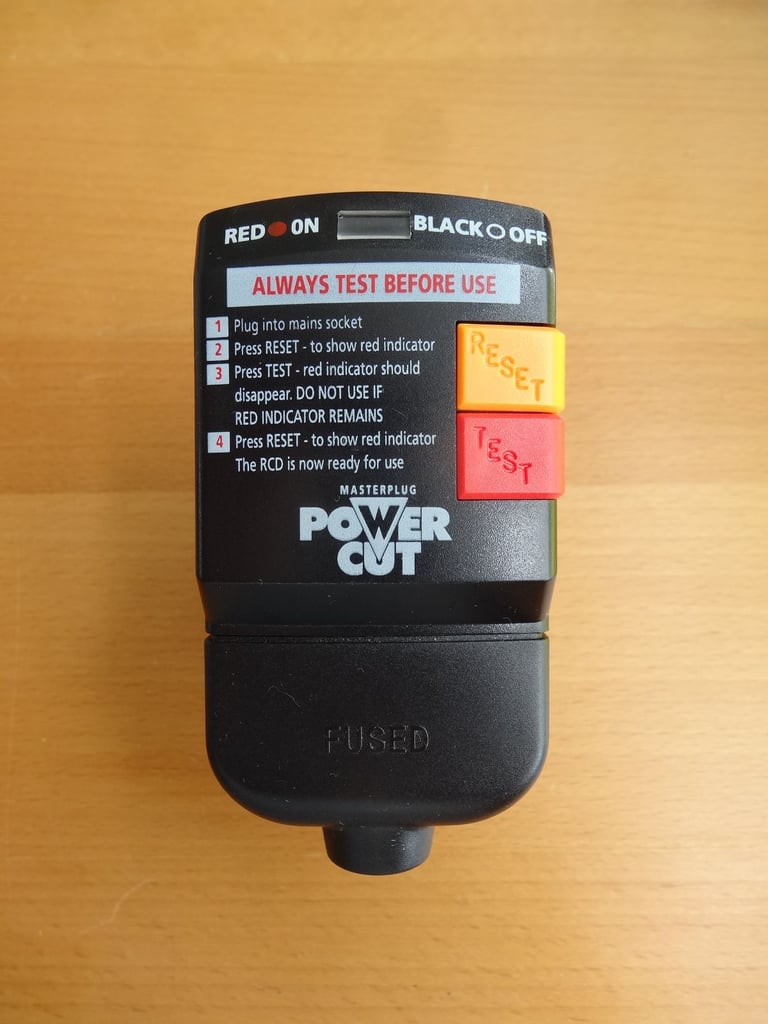 RED ON BLACK OFF
ALWAYS TEST BEFORE USE
1 Plug into mains socket
2 Press RESET - to show red indicator
3 Press TEST - red indicator should
disappear. DO NOT USE IF
RED INDICATOR REMAINS
4 Press RESET - to show red indicator
The RCD is now ready for use
RESET
TEST
MASTERPLUG
POWER
CUT
FUSED